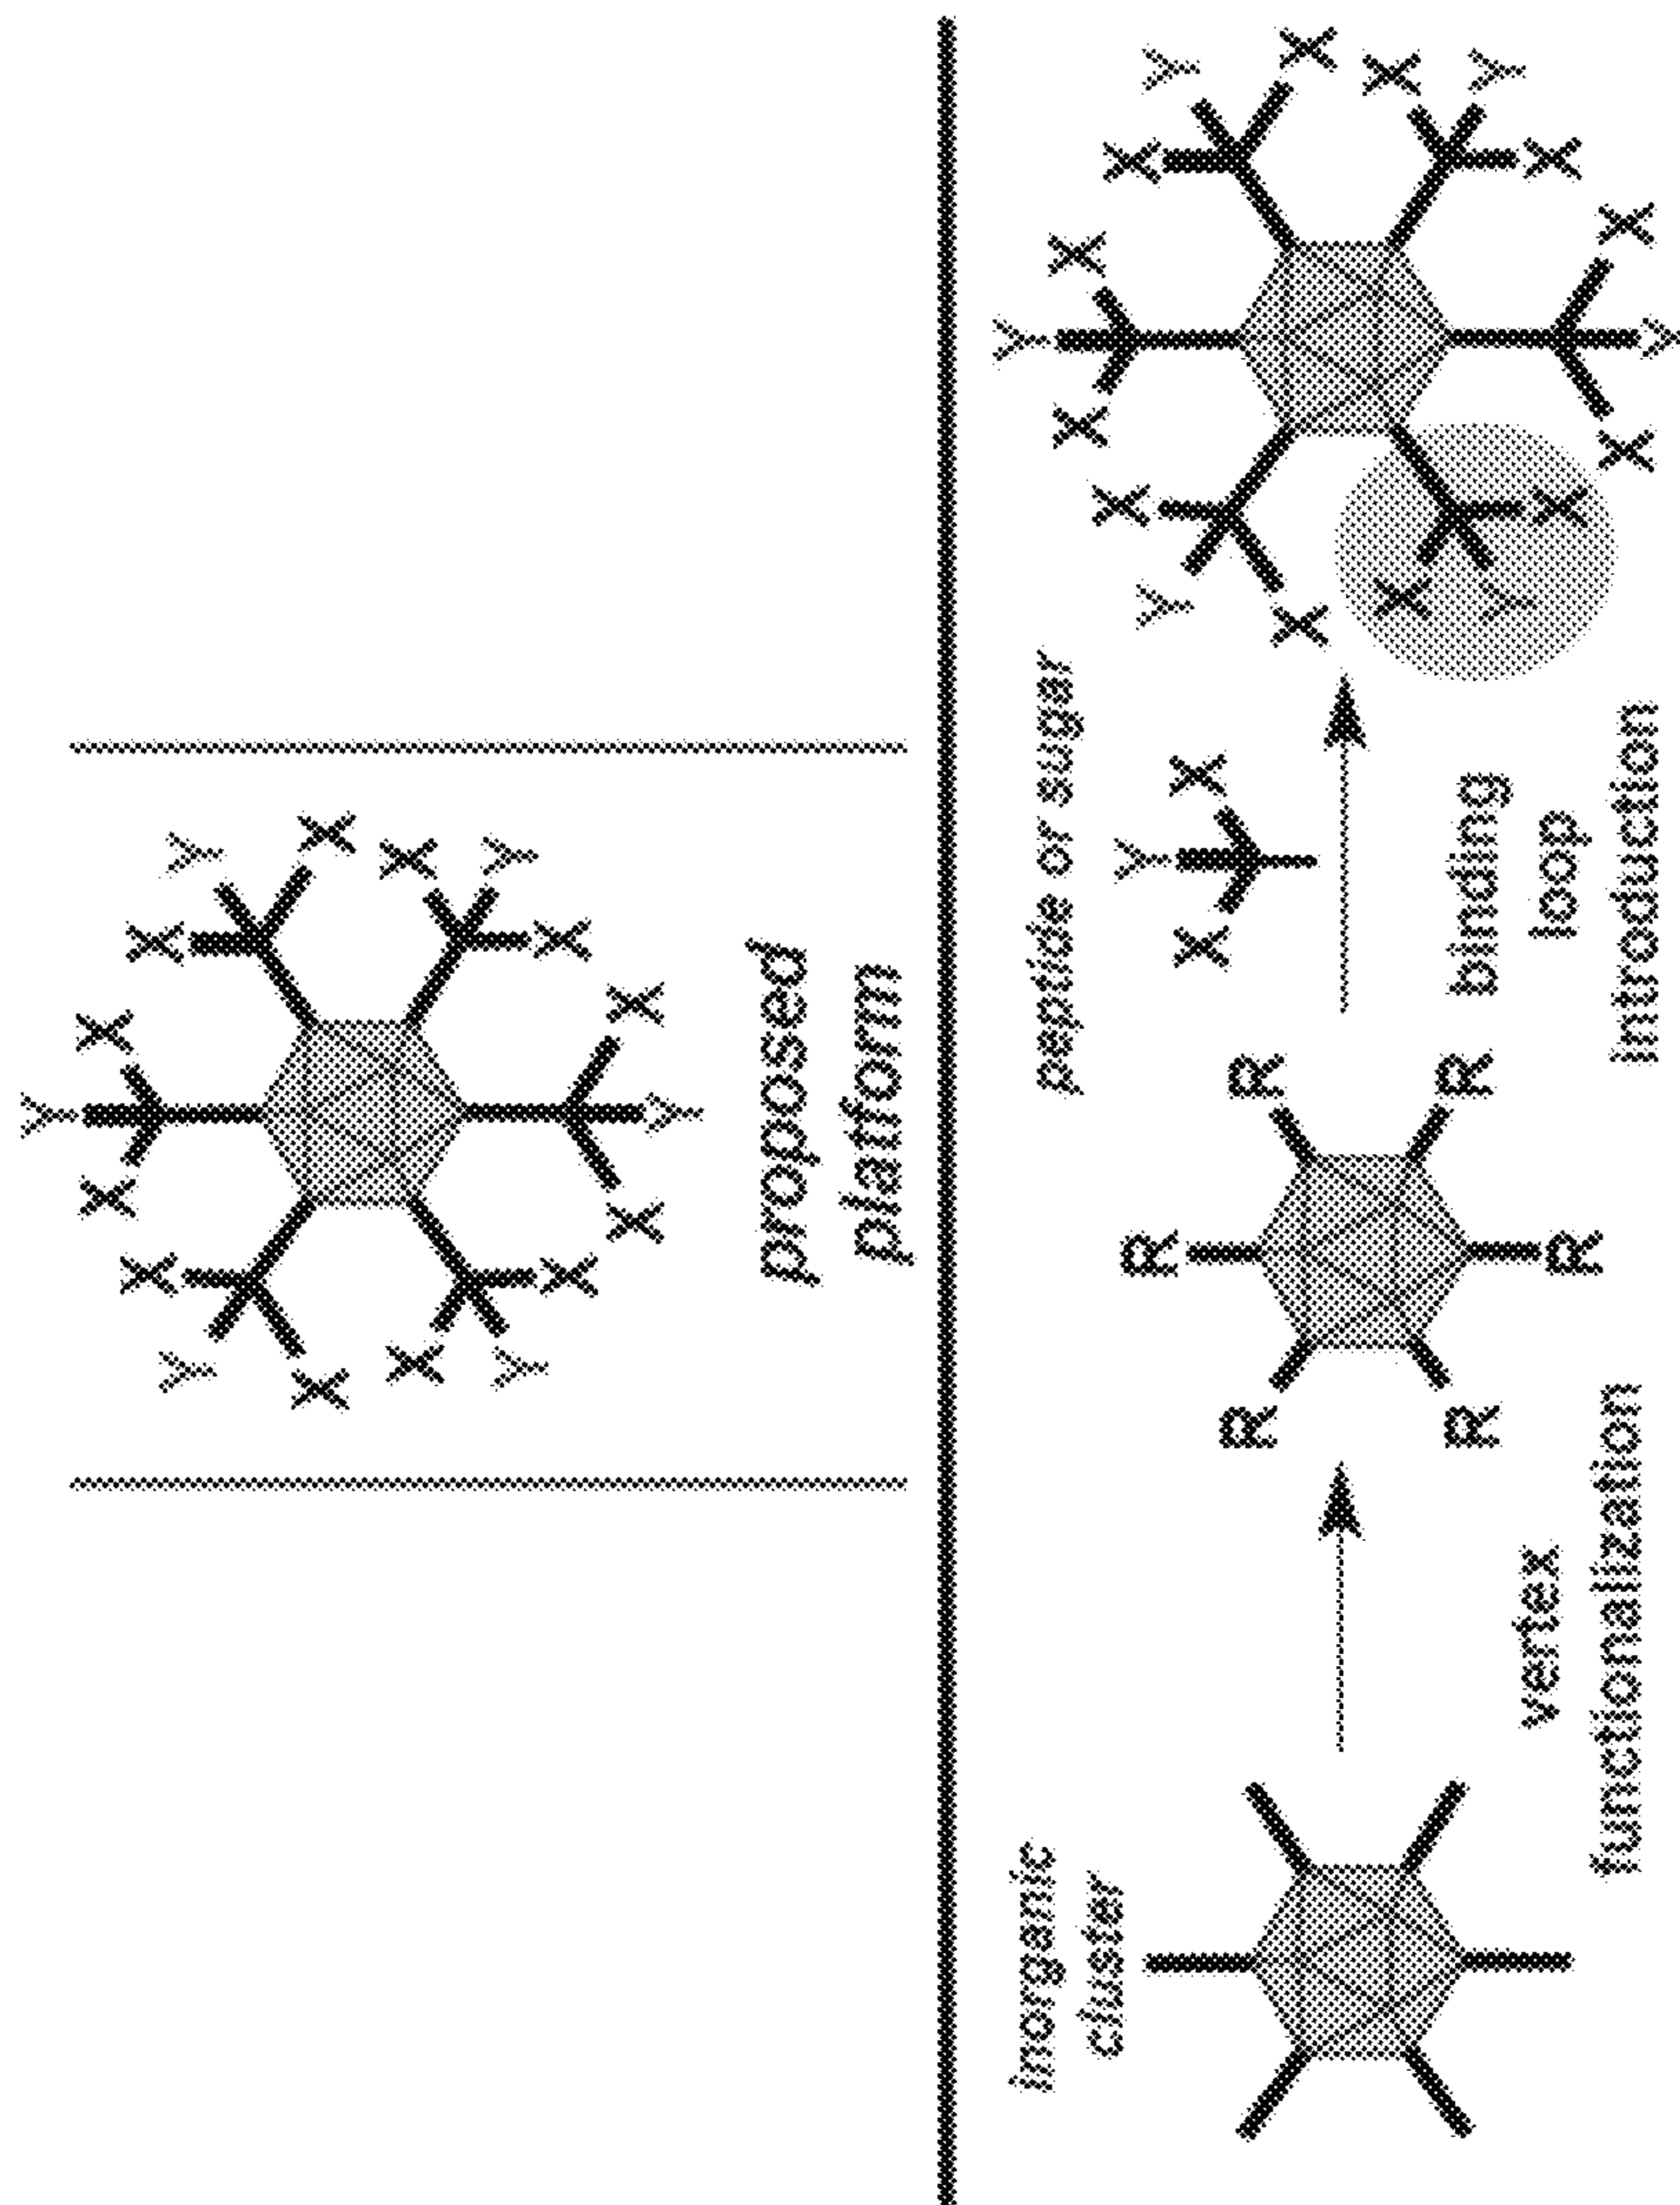 Y
X X
X X
Y Y
X X
X X
Y Y
X X
X X
Y
proposed
platform
inorganic
cluster
vertex
functionalization
R
R R
R R
R
peptide or sugar
Y
X X
binding
loop
introduction
Y
X X
X X
Y Y
X X
X X
Y Y
X X
X X
Y